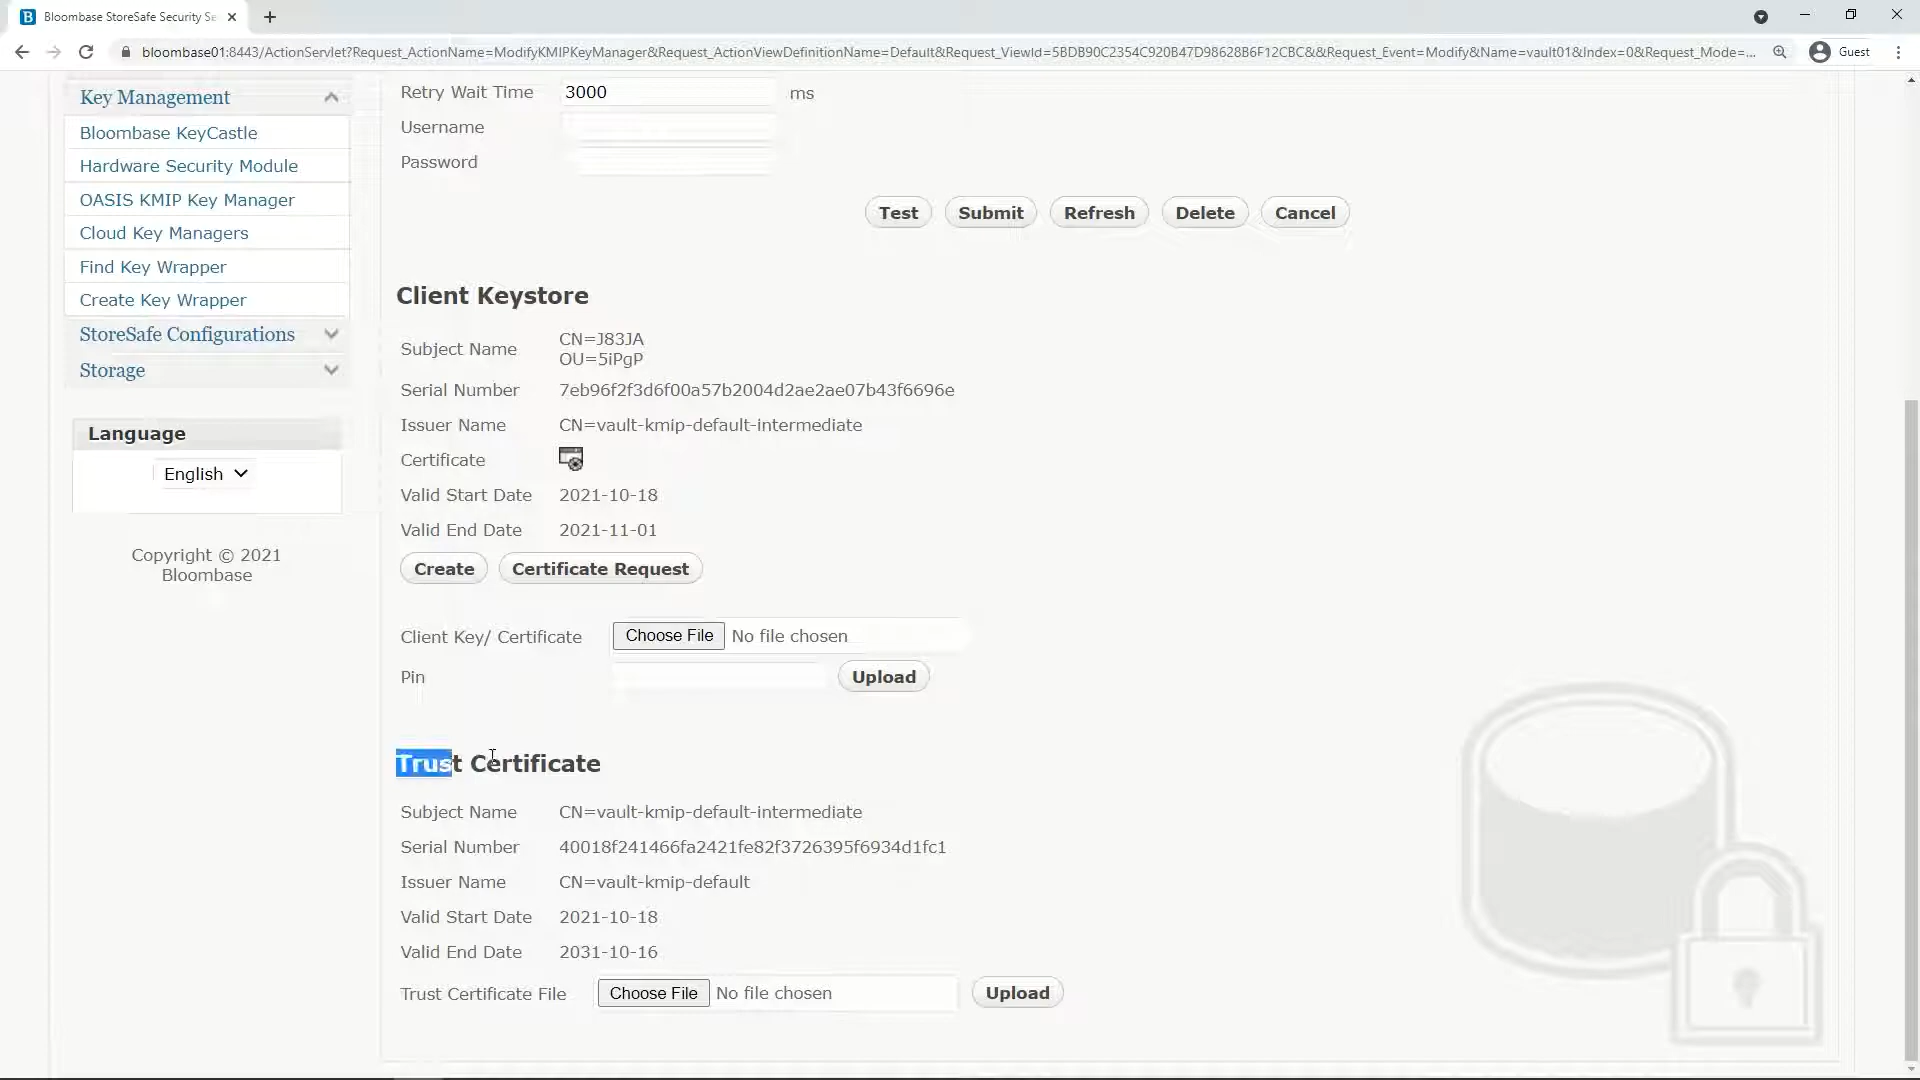 Bloombase StoreSafe Security Se
bloombase01:8443/ActionServlet?Request_ActionName=ModifyKMIPKeyManager&Request_ActionViewDefinitionName=Default&Request_ViewId=5BDB90C2354C920B47D98628B6F12CBC&&Request_Event=Modify&Name=vault01&Index=0&Request_Mode=...
Guest
Key Management
Bloombase KeyCastle
Hardware Security Module
OASIS KMIP Key Manager
Cloud Key Managers
Find Key Wrapper
Create Key Wrapper
StoreSafe Configurations
Storage
Language
English
Copyright © 2021
Bloombase
Retry Wait Time 3000 ms
Username
Password
Test Submit Refresh Delete Cancel
Client Keystore
Subject Name CN=J83JA
OU=5iPgP
Serial Number 7eb96f2f3d6f00a57b2004d2ae2ae07b43f6696e
Issuer Name CN=vault-kmip-default-intermediate
Certificate
Valid Start Date 2021-10-18
Valid End Date 2021-11-01
Create Certificate Request
Client Key/ Certificate Choose File No file chosen
Pin Upload
Trust Certificate
Subject Name CN=vault-kmip-default-intermediate
Serial Number 40018f241466fa2421fe82f3726395f6934d1fc1
Issuer Name CN=vault-kmip-default
Valid Start Date 2021-10-18
Valid End Date 2031-10-16
Trust Certificate File Choose File No file chosen Upload